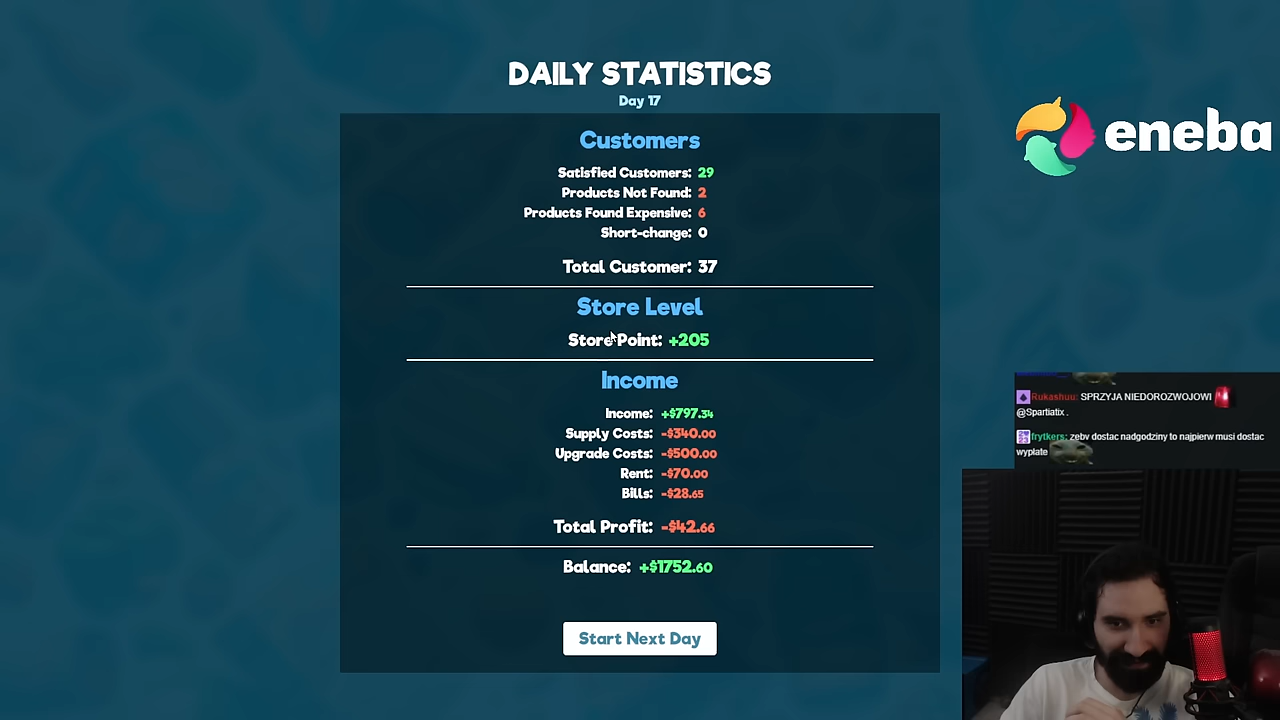 DAILY STATISTICS
Day 17
Customers
Satisfied Customers: 29
Products Not Found: 2
Products Found Expensive: 6
Short-change: 0
Total Customer: 37
Store Level
Store Point: +205
Income
Income: +$797.34
Supply Costs: -$340.00
Upgrade Costs: -$500.00
Rent: -$70.00
Bills: -$28.65
Total Profit: -$42.66
Balance: +$1752.60
Start Next Day
eneba
Rukashuu: SPRZYJA NIEDOROZWOJOWI
@Spartiatix .
frytkers: zeby dostac nadgodziny to najpierw musi dostac
wyplate